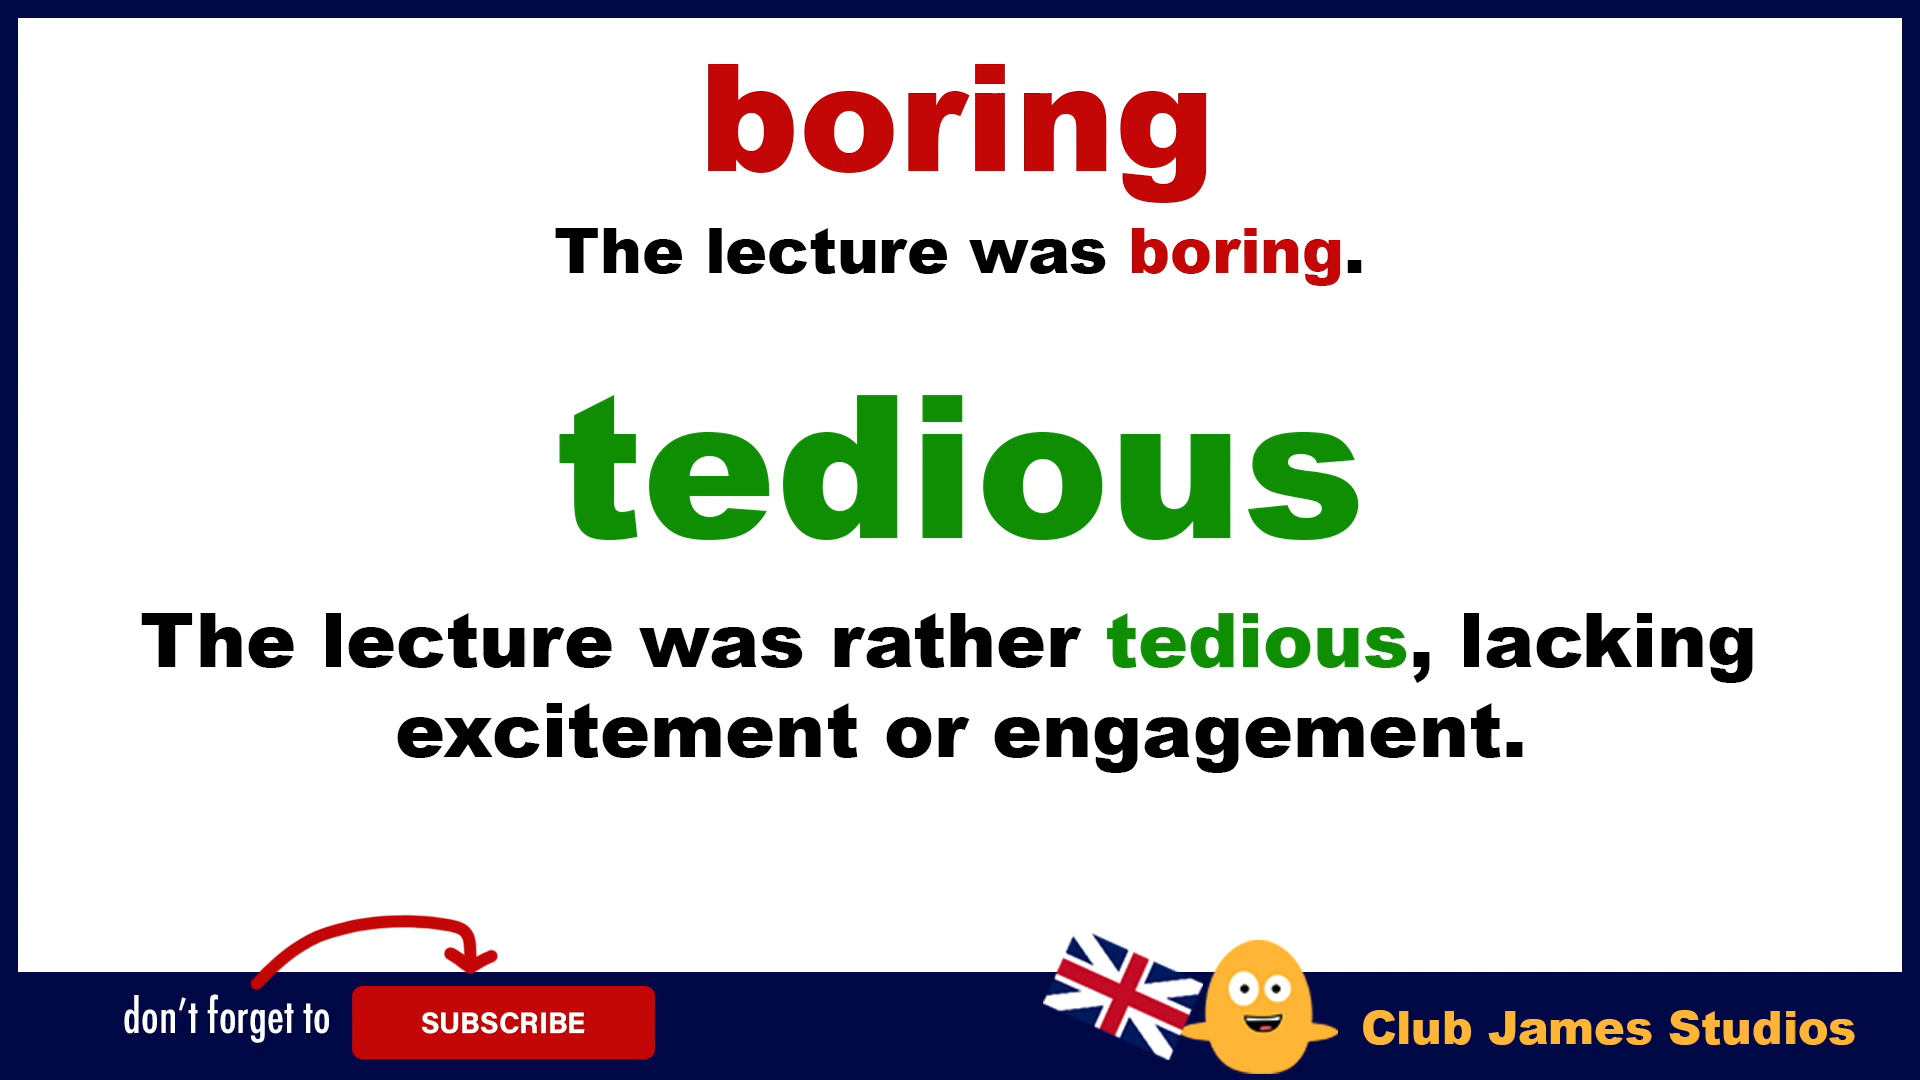 boring
The lecture was boring.
tedious
The lecture was rather tedious, lacking
excitement or engagement.
don't forget to
SUBSCRIBE
Club James Studios